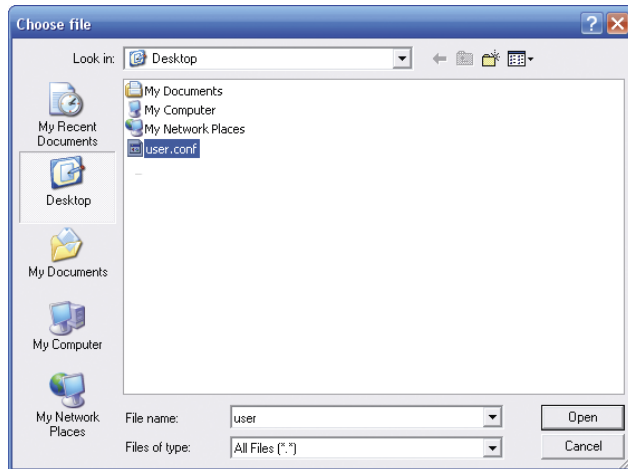 Choose file
Look in:
Desktop
My Recent
Documents
Desktop
My Documents
My Computer
My Network
Places
My Documents
My Computer
My Network Places
user.conf
File name:
user
Open
Files of type:
All Files (*.*)
Cancel